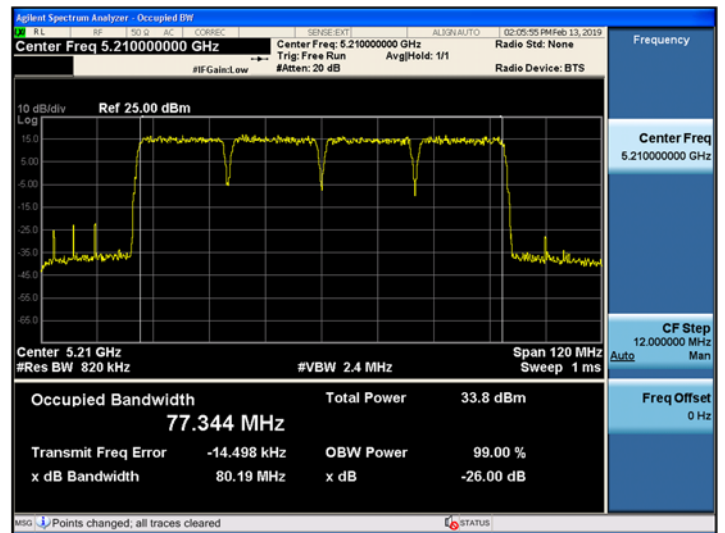 Agilent Spectrum Analyzer - Occupied BW
RL RF 50 Ω AC CORREC SENSE:EXT ALIGNAUTO 02:05:55 PMFeb 13, 2019
Center Freq 5.210000000 GHz Center Freq: 5.210000000 GHz Radio Std: None
Trig: Free Run Avg|Hold: 1/1
#IFGain:Low #Atten: 20 dB Radio Device: BTS
Frequency
10 dB/div Ref 25.00 dBm
Log
15.0
5.00
-5.00
-15.0
-25.0
-35.0
-45.0
-55.0
-65.0
Center Freq
5.210000000 GHz
Center 5.21 GHz Span 120 MHz
#Res BW 820 kHz #VBW 2.4 MHz Sweep 1 ms
CF Step
12.000000 MHz
Auto Man
Occupied Bandwidth Total Power 33.8 dBm
77.344 MHz
Transmit Freq Error -14.498 kHz OBW Power 99.00 %
x dB Bandwidth 80.19 MHz x dB -26.00 dB
Freq Offset
0 Hz
MSG Points changed; all traces cleared STATUS